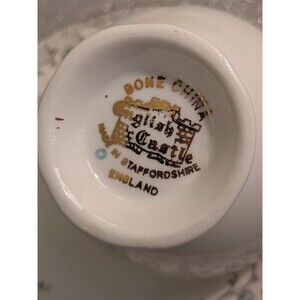 BONE CHINA
English
Castle
MADE IN STAFFORDSHIRE
ENGLAND